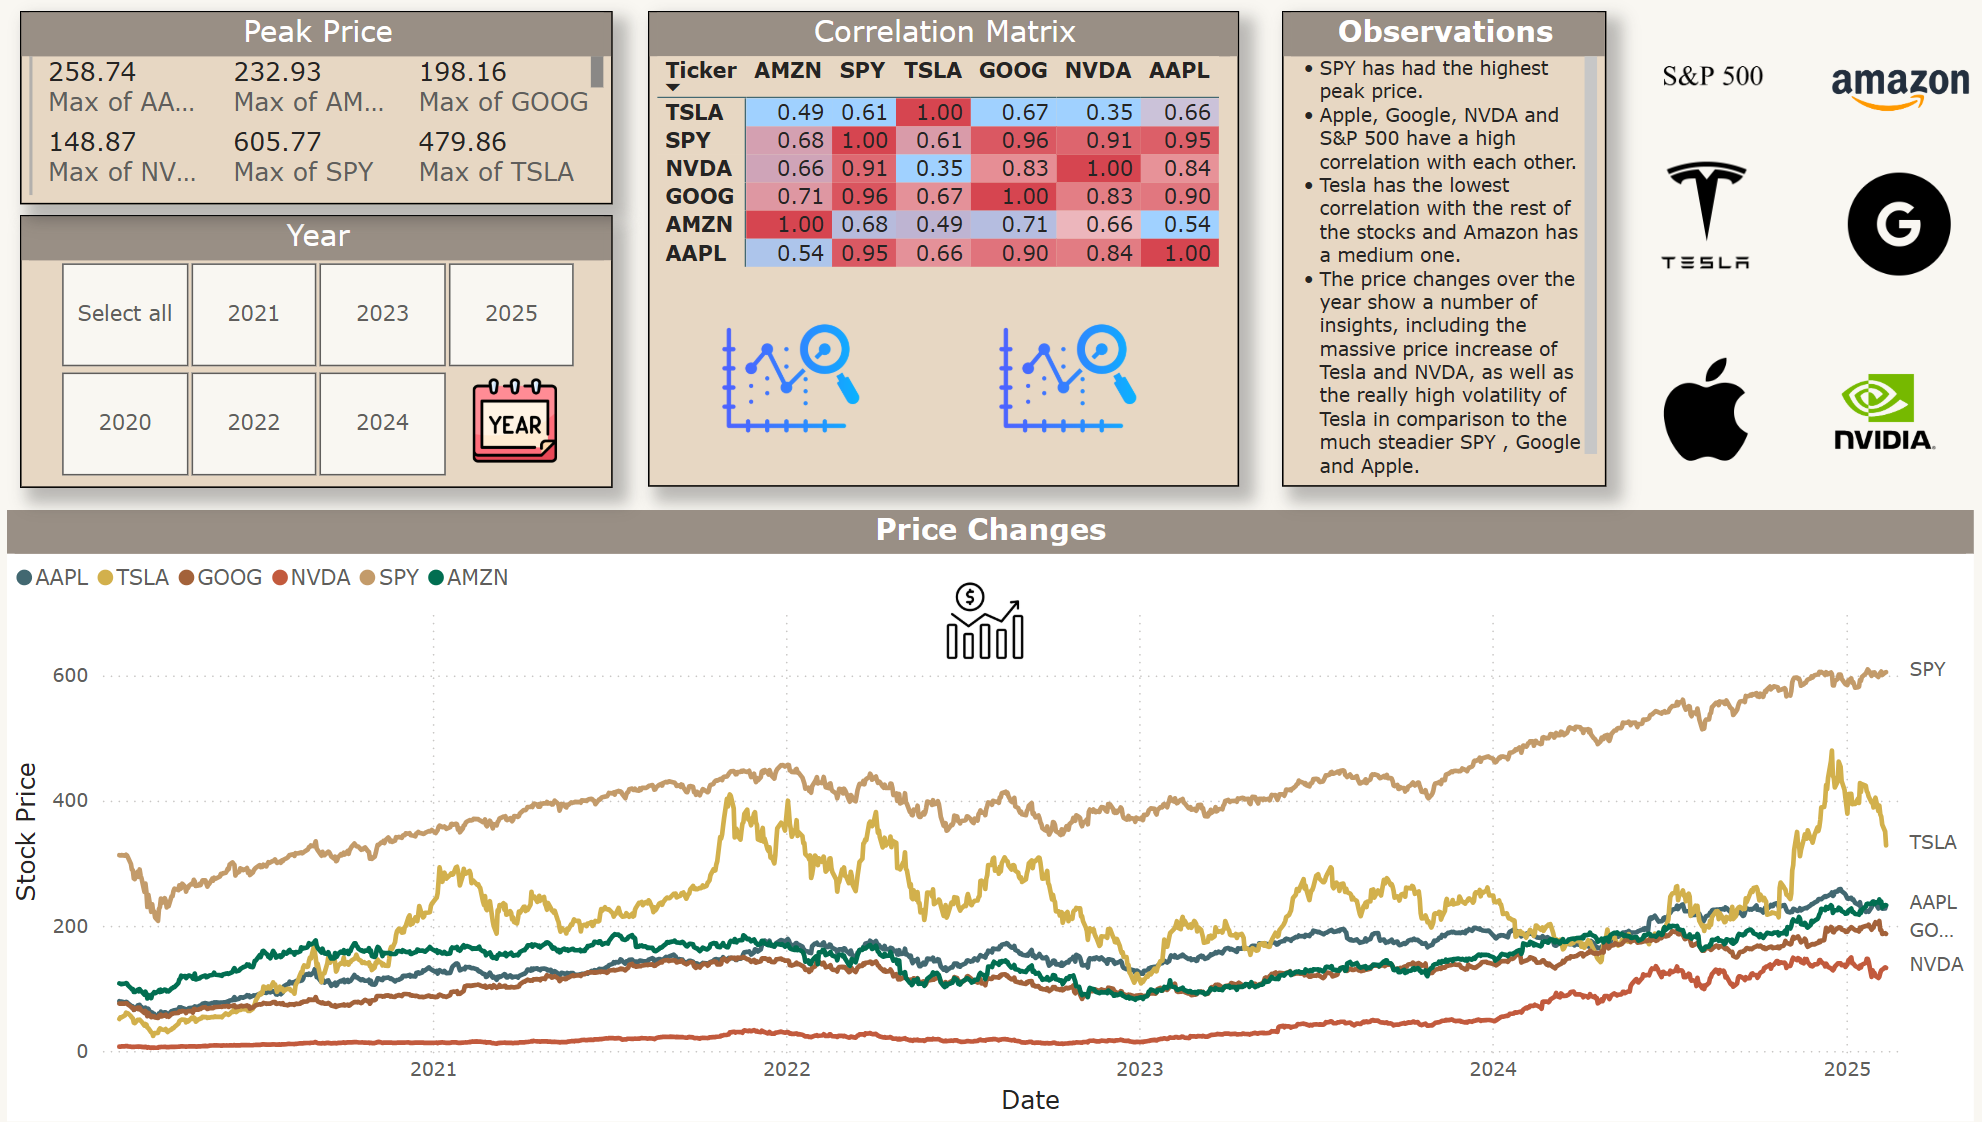 Peak Price
258.74 232.93 198.16
Max of AA... Max of AM... Max of GOOG
148.87 605.77 479.86
Max of NV... Max of SPY Max of TSLA
Year
Select all 2021 2023 2025
2020 2022 2024
YEAR
Correlation Matrix
Ticker AMZN SPY TSLA GOOG NVDA AAPL
TSLA 0.49 0.61 1.00 0.67 0.35 0.66
SPY 0.68 1.00 0.61 0.96 0.91 0.95
NVDA 0.66 0.91 0.35 0.83 1.00 0.84
GOOG 0.71 0.96 0.67 1.00 0.83 0.90
AMZN 1.00 0.68 0.49 0.71 0.66 0.54
AAPL 0.54 0.95 0.66 0.90 0.84 1.00
Observations
• SPY has had the highest
peak price.
• Apple, Google, NVDA and
S&P 500 have a high
correlation with each other.
• Tesla has the lowest
correlation with the rest of
the stocks and Amazon has
a medium one.
• The price changes over the
year show a number of
insights, including the
massive price increase of
Tesla and NVDA, as well as
the really high volatility of
Tesla in comparison to the
much steadier SPY , Google
and Apple.
S&P 500
amazon
TESLA
G
NVIDIA.
Price Changes
AAPL TSLA GOOG NVDA SPY AMZN
$
Stock Price
600
400
200
0
SPY
TSLA
AAPL
GO...
NVDA
2021 2022 2023 2024 2025
Date